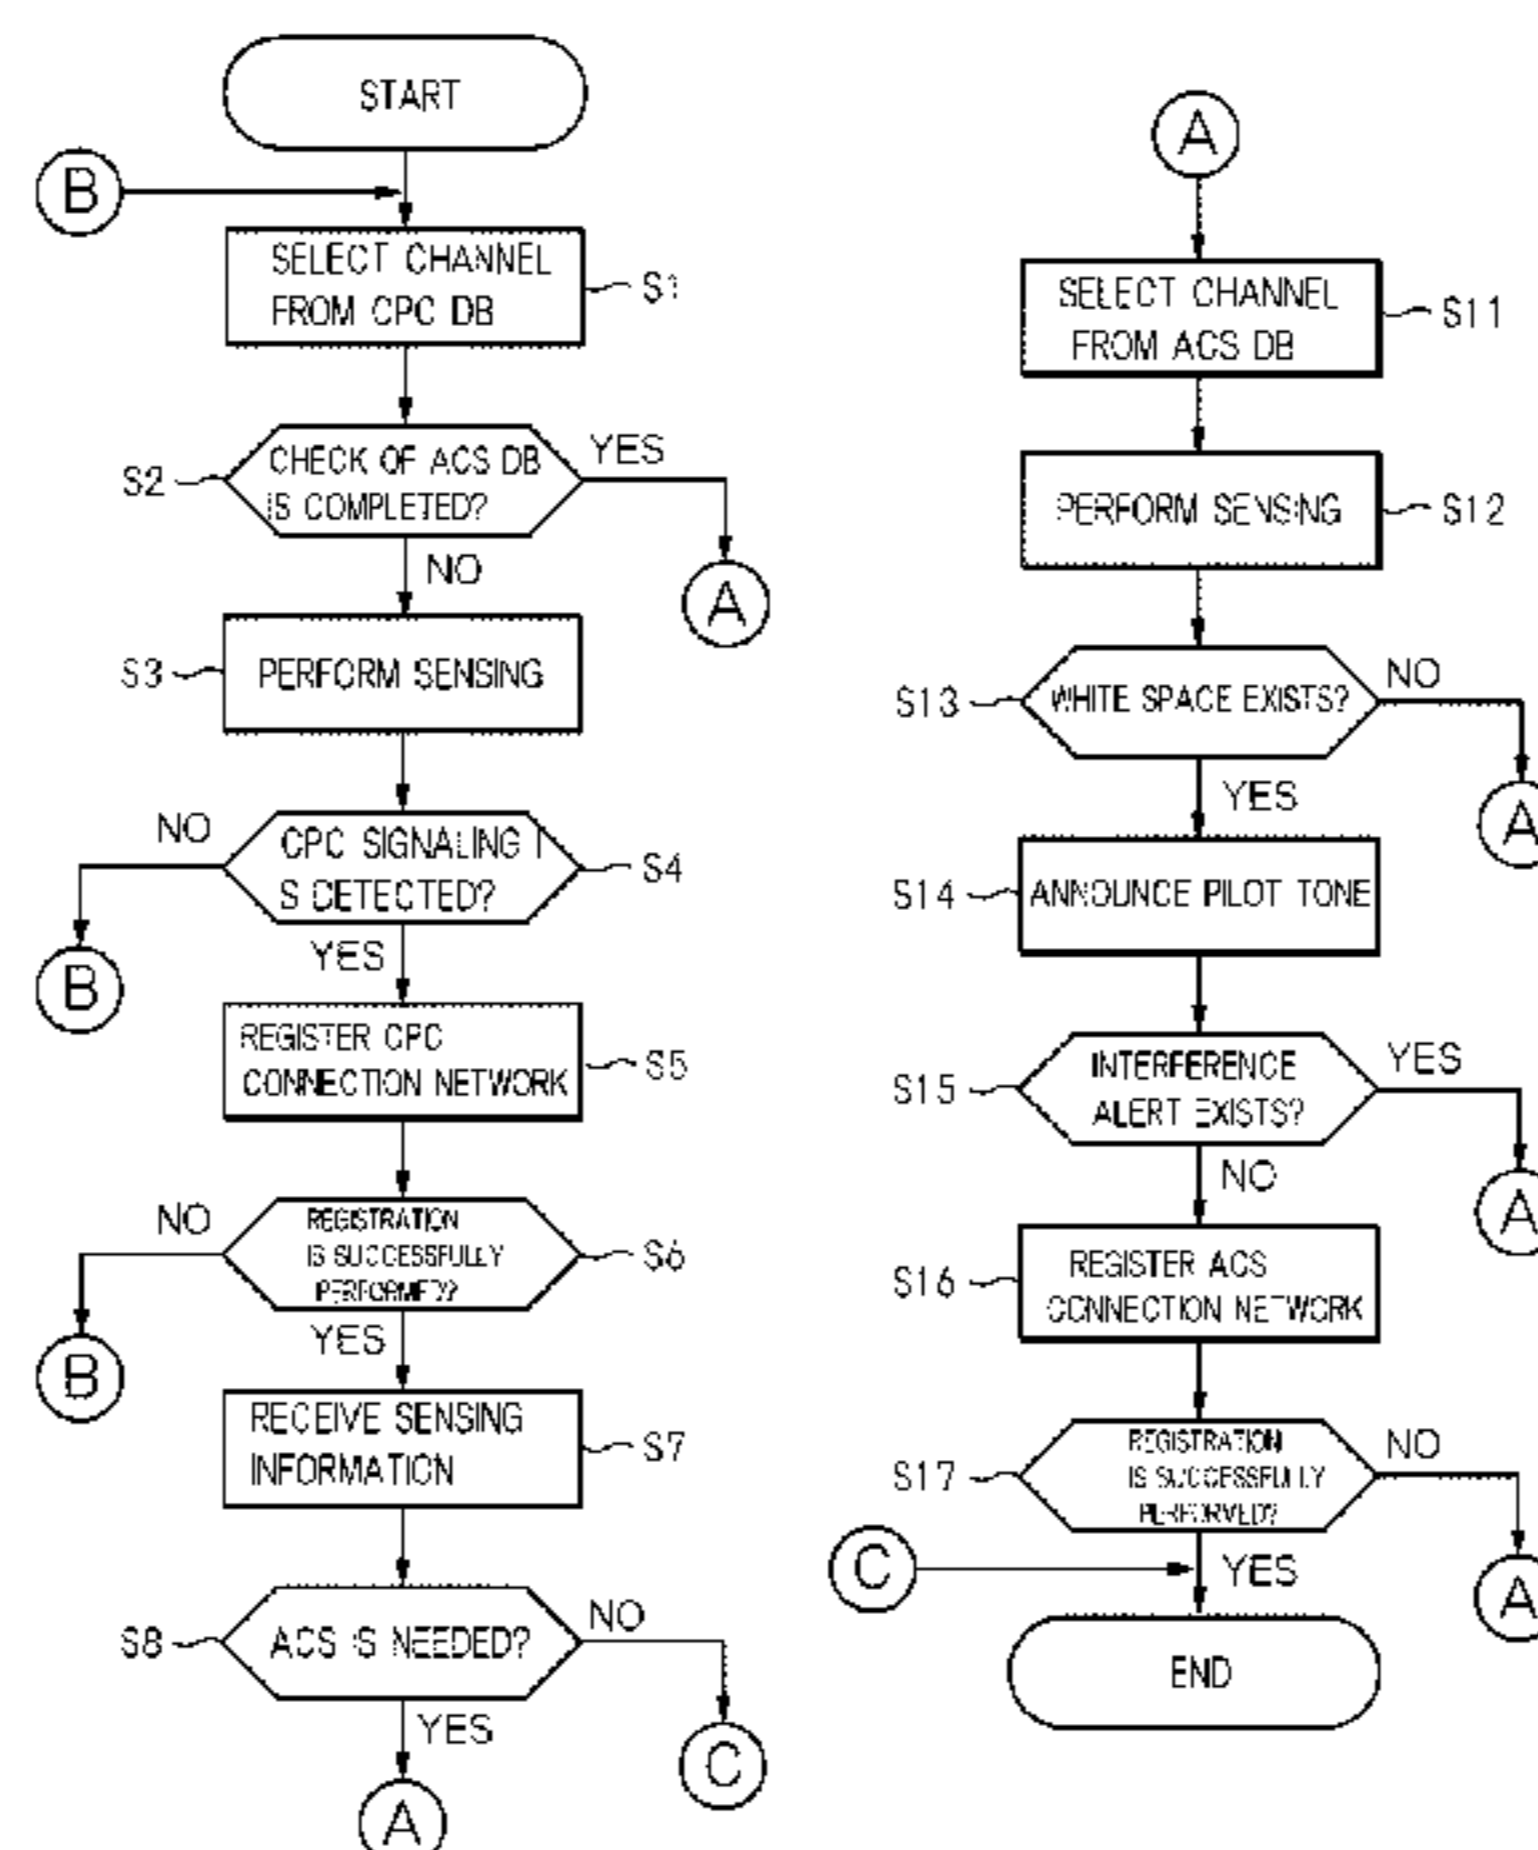 START
B
SELECT CHANNEL
FROM CPC DB
S1
S2
CHECK OF ACS DB
IS COMPLETED?
YES
NO
A
S3
PERFORM SENSING
NO
CPC SIGNALING I
S DETECTED?
S4
YES
B
REGISTER CPC
CONNECTION NETWORK
S5
NO
REGISTRATION
IS SUCCESSFULLY
PERFORMED?
S6
YES
B
RECEIVE SENSING
INFORMATION
S7
S8
ACS IS NEEDED?
NO
YES
C
A
A
SELECT CHANNEL
FROM ACS DB
S11
PERFORM SENSING
S12
S13
WHITE SPACE EXISTS?
NO
YES
A
S14
ANNOUNCE PILOT TONE
S15
INTERFERENCE
ALERT EXISTS?
YES
NO
A
S16
REGISTER ACS
CONNECTION NETWORK
S17
REGISTRATION
IS SUCCESSFULLY
PERFORMED?
NO
C
YES
A
END